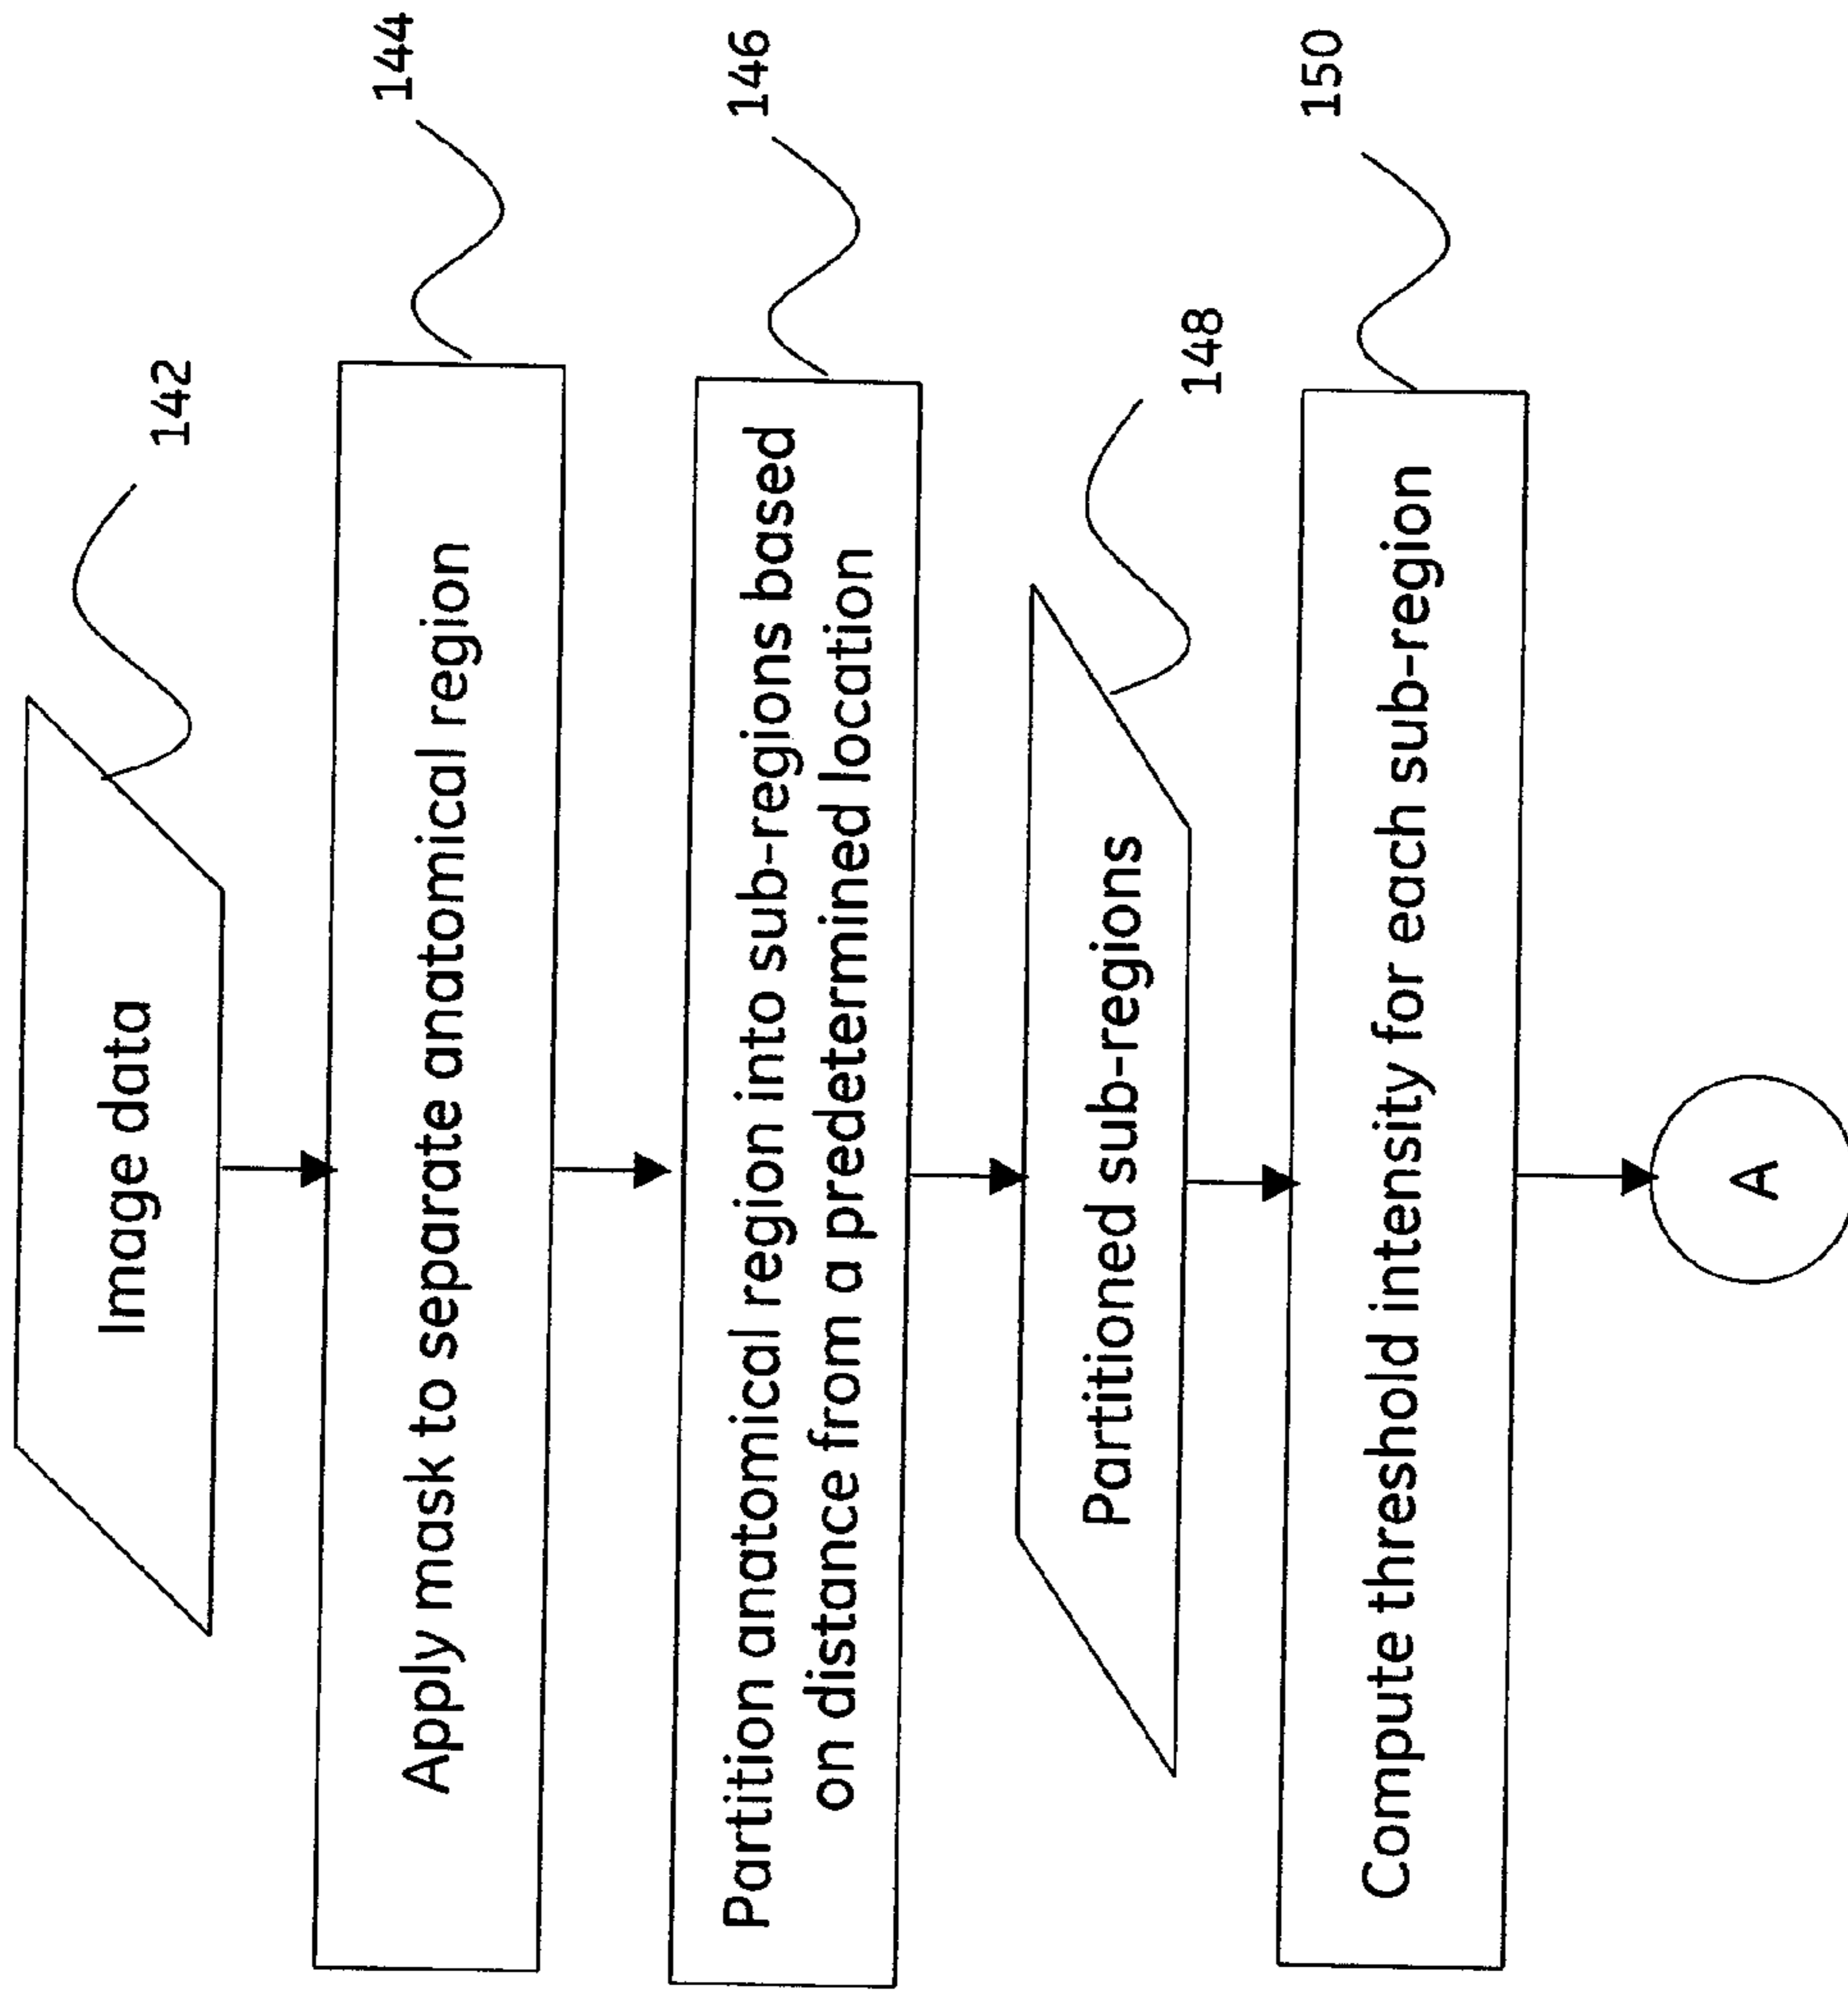 Image data
142
Apply mask to separate anatomical region
144
Partition anatomical region into sub-regions based
on distance from a predetermined location
146
Partitioned sub-regions
148
Compute threshold intensity for each sub-region
150
A